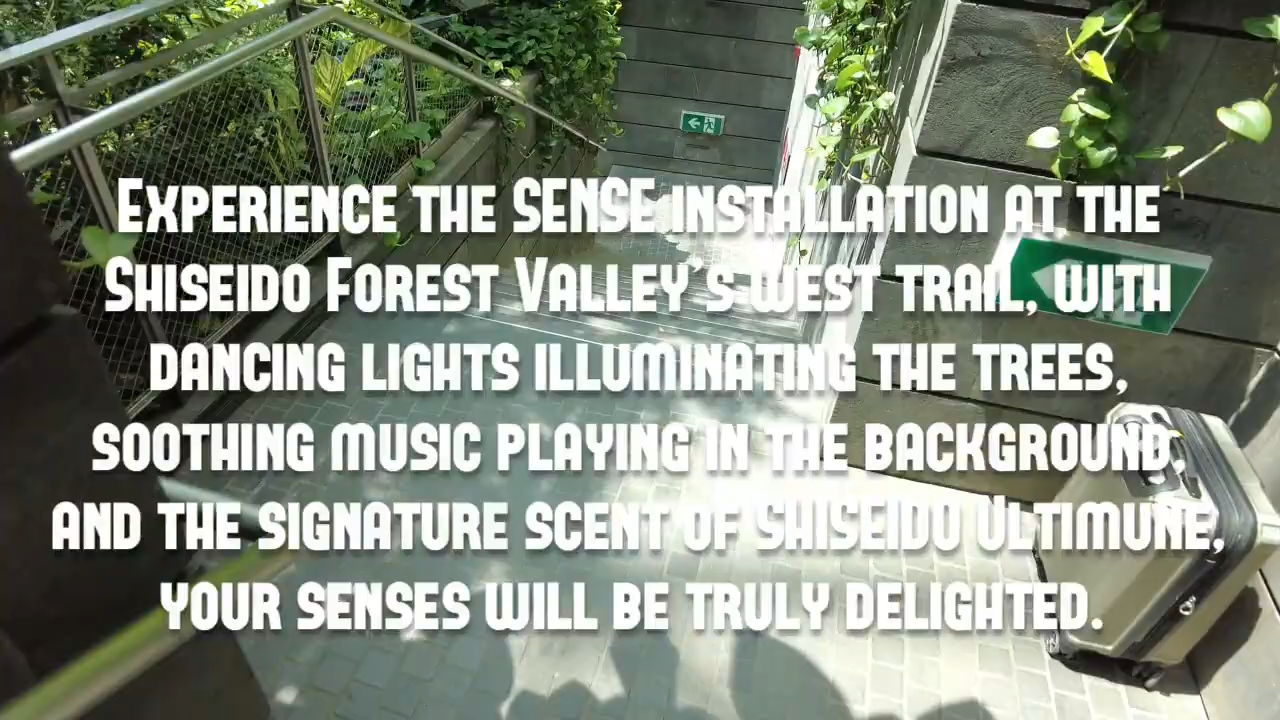 Experience the SENSE installation at the
Shiseido Forest Valley's west trail, with
dancing lights illuminating the trees,
soothing music playing in the background,
and the signature scent of Shiseido Ultimune,
your senses will be truly delighted.